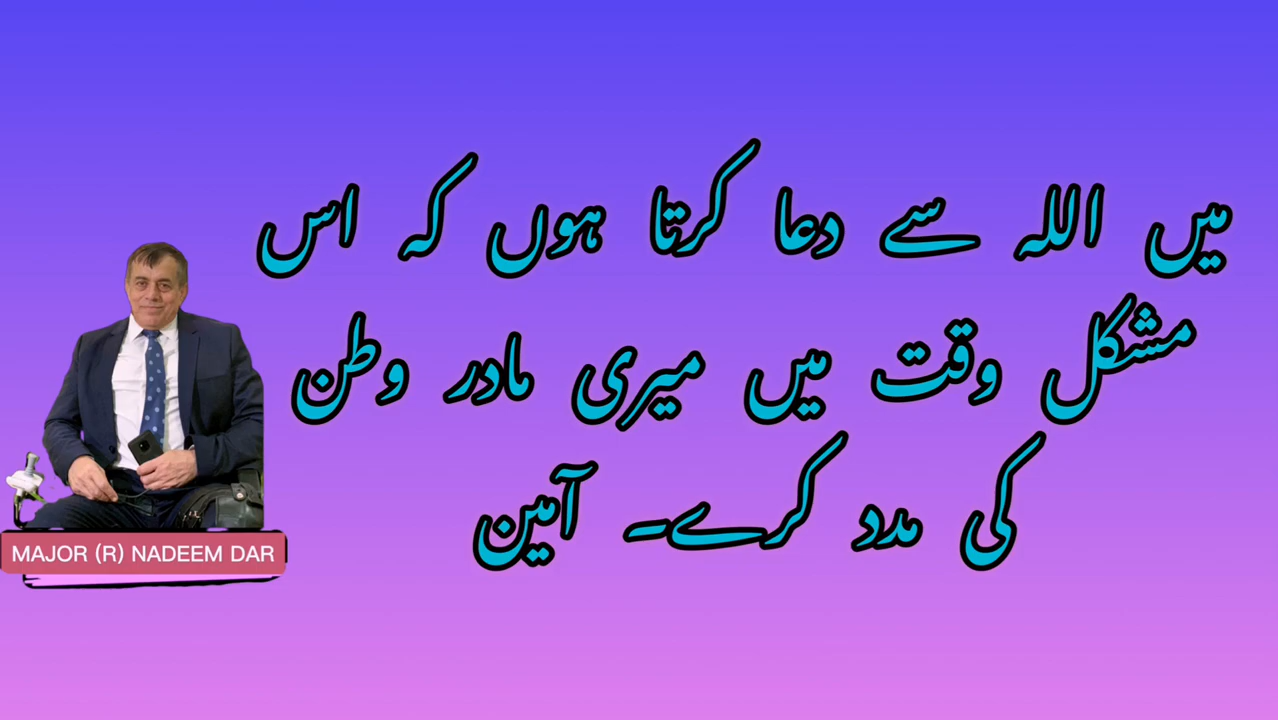 میں اللہ سے دعا کرتا ہوں کہ اس
مشکل وقت میں میری مادر وطن
کی مدد کرے۔ آمین
MAJOR (R) NADEEM DAR